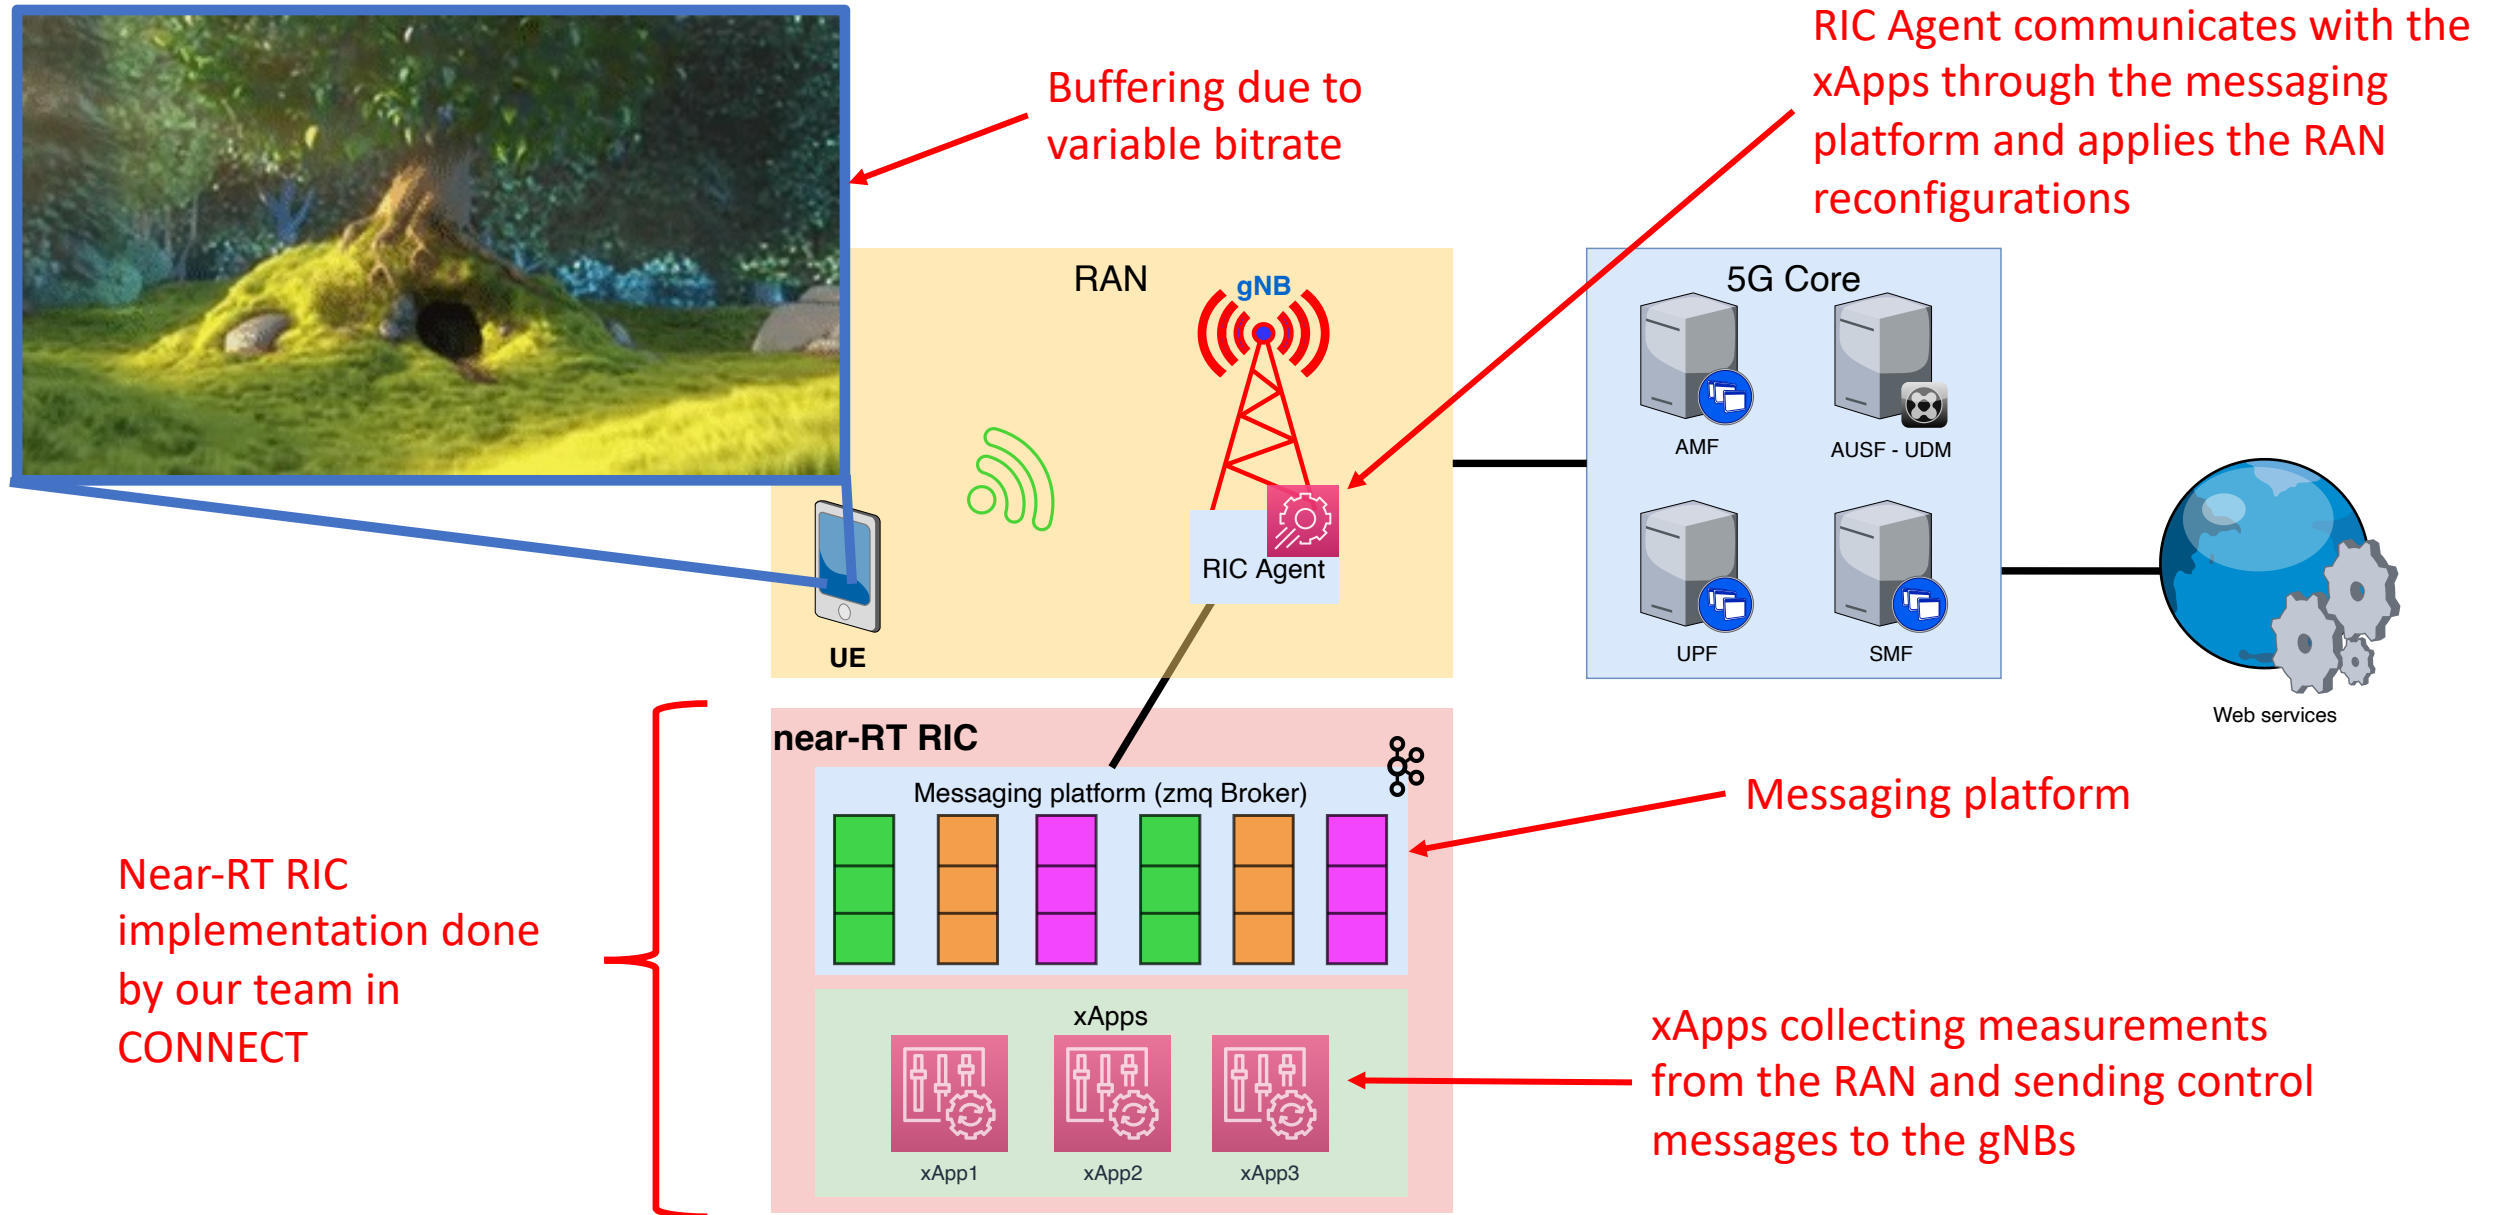 RIC Agent communicates with the
xApps through the messaging
platform and applies the RAN
reconfigurations
Buffering due to
variable bitrate
RAN
gNB
RIC Agent
UE
5G Core
AMF
AUSF - UDM
UPF
SMF
Web services
near-RT RIC
Messaging platform (zmq Broker)
Messaging platform
Near-RT RIC
implementation done
by our team in
CONNECT
xApps
xApp1
xApp2
xApp3
xApps collecting measurements
from the RAN and sending control
messages to the gNBs